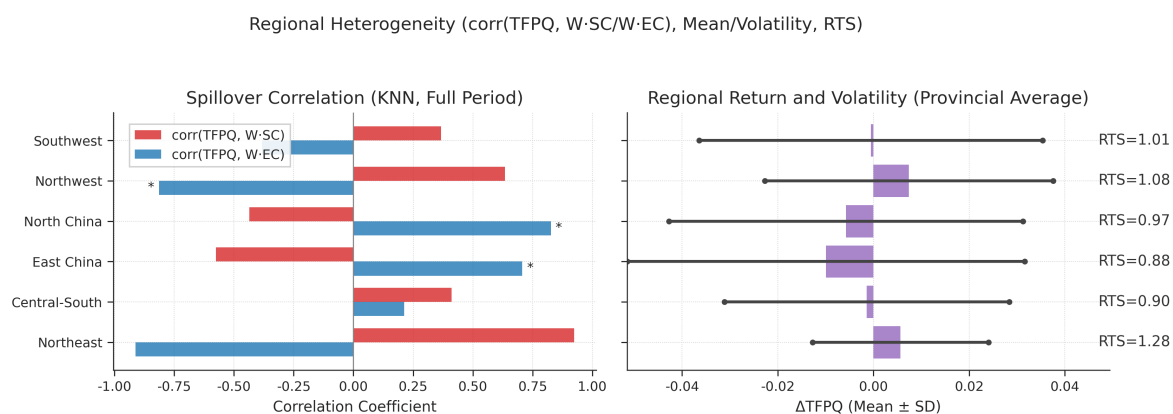 Regional Heterogeneity (corr(TFPQ, W·SC/W·EC), Mean/Volatility, RTS)
Spillover Correlation (KNN, Full Period)
corr(TFPQ, W·SC)
corr(TFPQ, W·EC)
Southwest
Northwest
*
North China
*
East China
*
Central-South
Northeast
-1.00 -0.75 -0.50 -0.25 0.00 0.25 0.50 0.75 1.00
Correlation Coefficient
Regional Return and Volatility (Provincial Average)
RTS=1.01
RTS=1.08
RTS=0.97
RTS=0.88
RTS=0.90
RTS=1.28
-0.04 -0.02 0.00 0.02 0.04
ΔTFPQ (Mean ± SD)